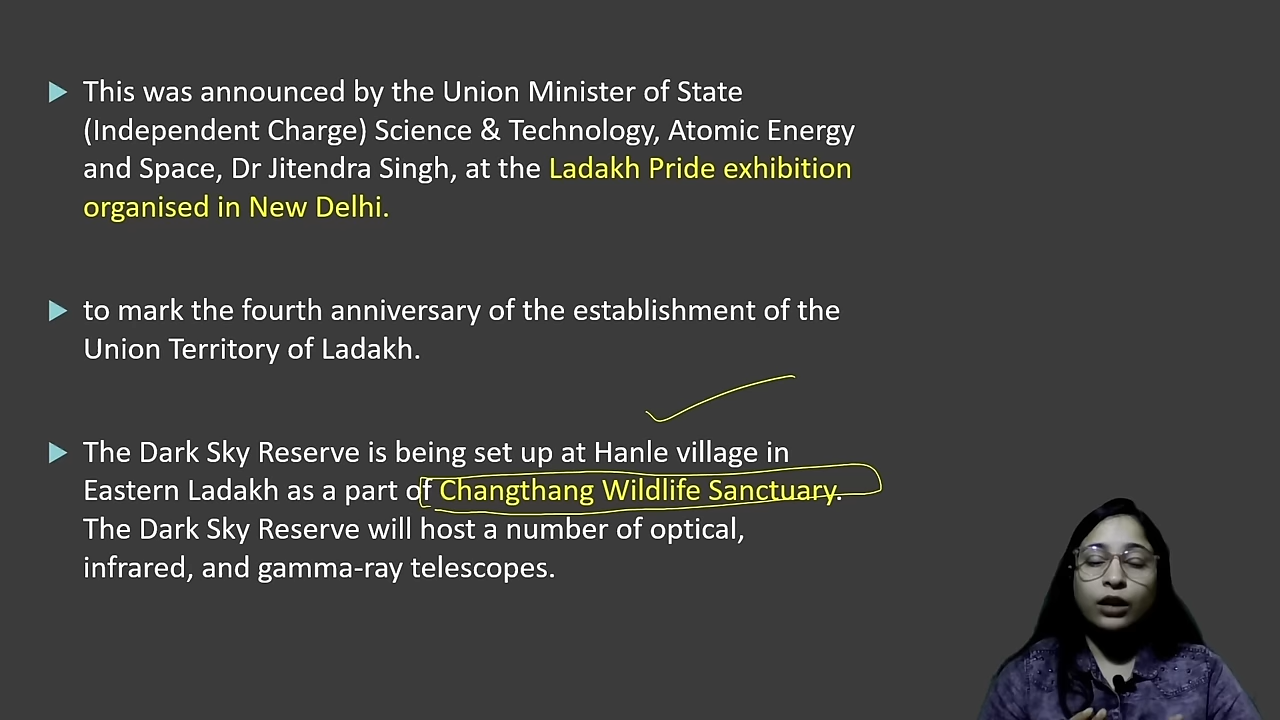 This was announced by the Union Minister of State
(Independent Charge) Science & Technology, Atomic Energy
and Space, Dr Jitendra Singh, at the Ladakh Pride exhibition
organised in New Delhi.
to mark the fourth anniversary of the establishment of the
Union Territory of Ladakh.
The Dark Sky Reserve is being set up at Hanle village in
Eastern Ladakh as a part of Changthang Wildlife Sanctuary.
The Dark Sky Reserve will host a number of optical,
infrared, and gamma-ray telescopes.